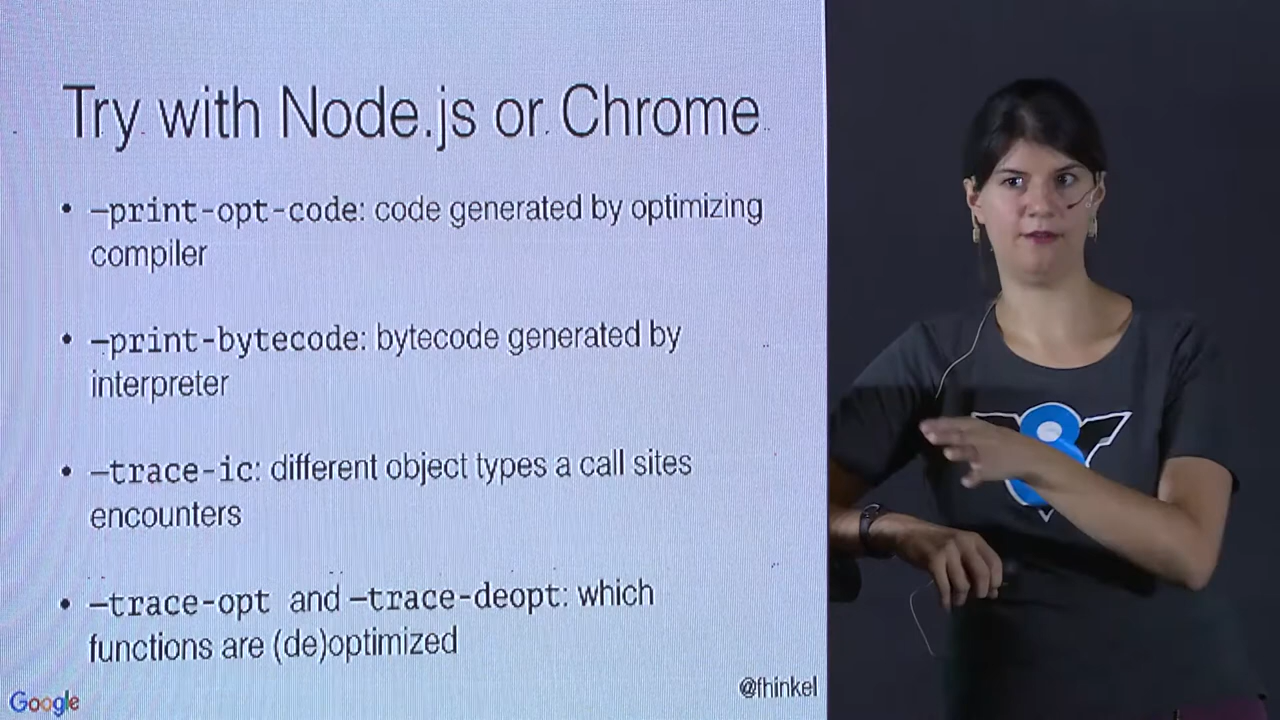 Try with Node.js or Chrome
• –print-opt-code: code generated by optimizing
compiler
• –print-bytecode: bytecode generated by
interpreter
• –trace-ic: different object types a call sites
encounters
• –trace-opt and –trace-deopt: which
functions are (de)optimized
Google
@fhinkel